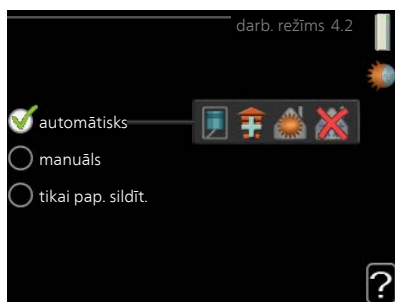 darb. režīms 4.2
automātisks
manuāls
tikai pap. sildīt.
?